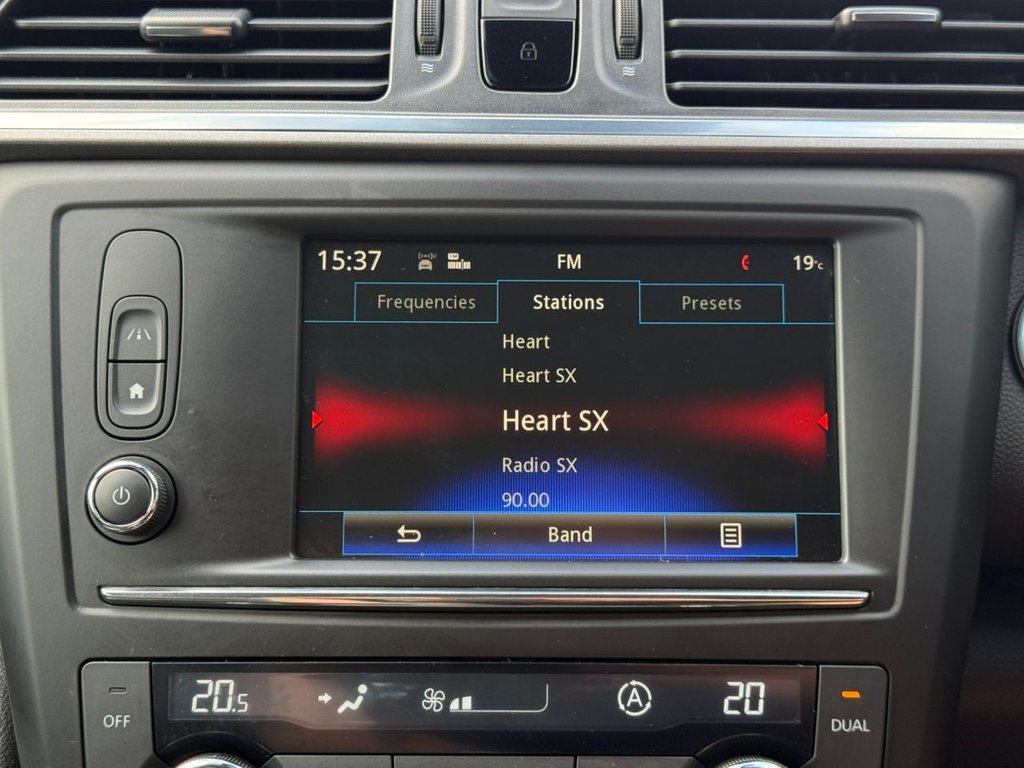 15:37 FM 19°C
Frequencies Stations Presets
Heart
Heart SX
Heart SX
Radio SX
90.00
Band
20.5 A 20
OFF DUAL